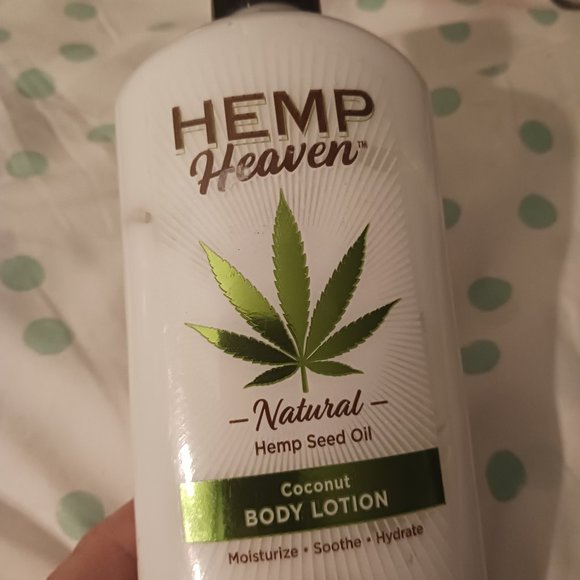 HEMP
Heaven™
— Natural —
Hemp Seed Oil
Coconut
BODY LOTION
Moisturize • Soothe • Hydrate